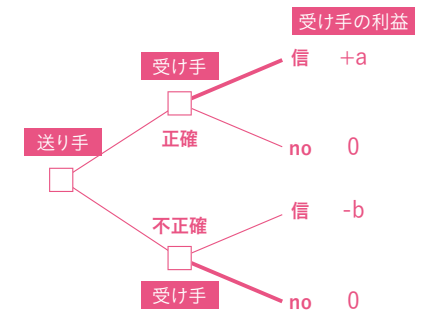 受け手の利益
受け手
信 +a
送り手
正確
no 0
不正確
信 -b
受け手
no 0